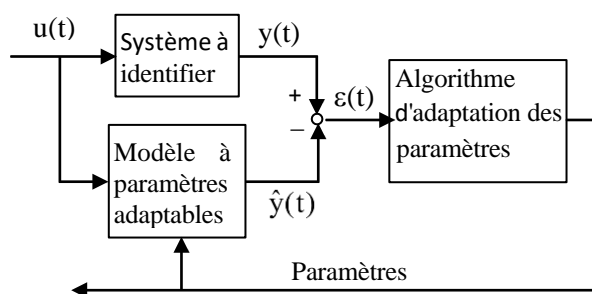 u(t)
Système à
identifier
y(t)
+
−
ε(t)
Algorithme
d'adaptation des
paramètres
Modèle à
paramètres
adaptables
ŷ(t)
Paramètres